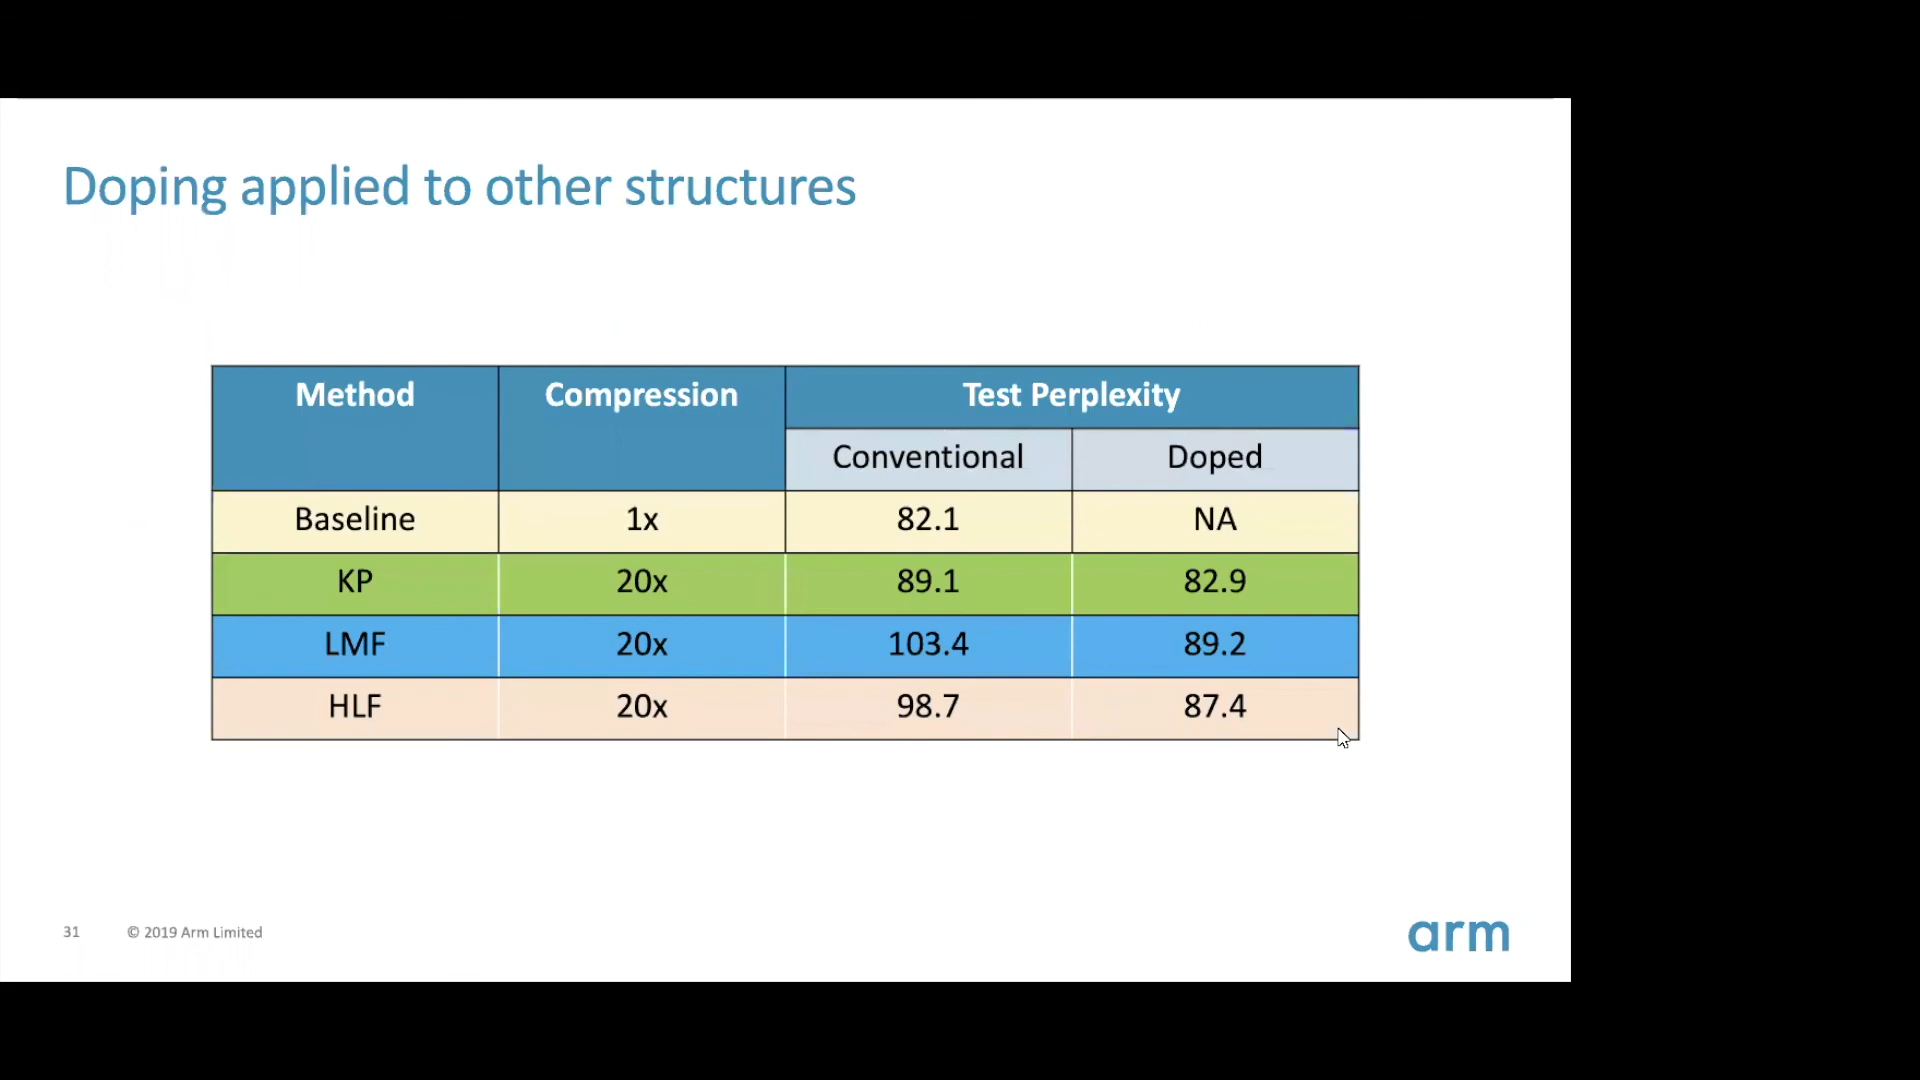 Doping applied to other structures
Method Compression Test Perplexity
Conventional Doped
Baseline 1x 82.1 NA
KP 20x 89.1 82.9
LMF 20x 103.4 89.2
HLF 20x 98.7 87.4
31 © 2019 Arm Limited
arm